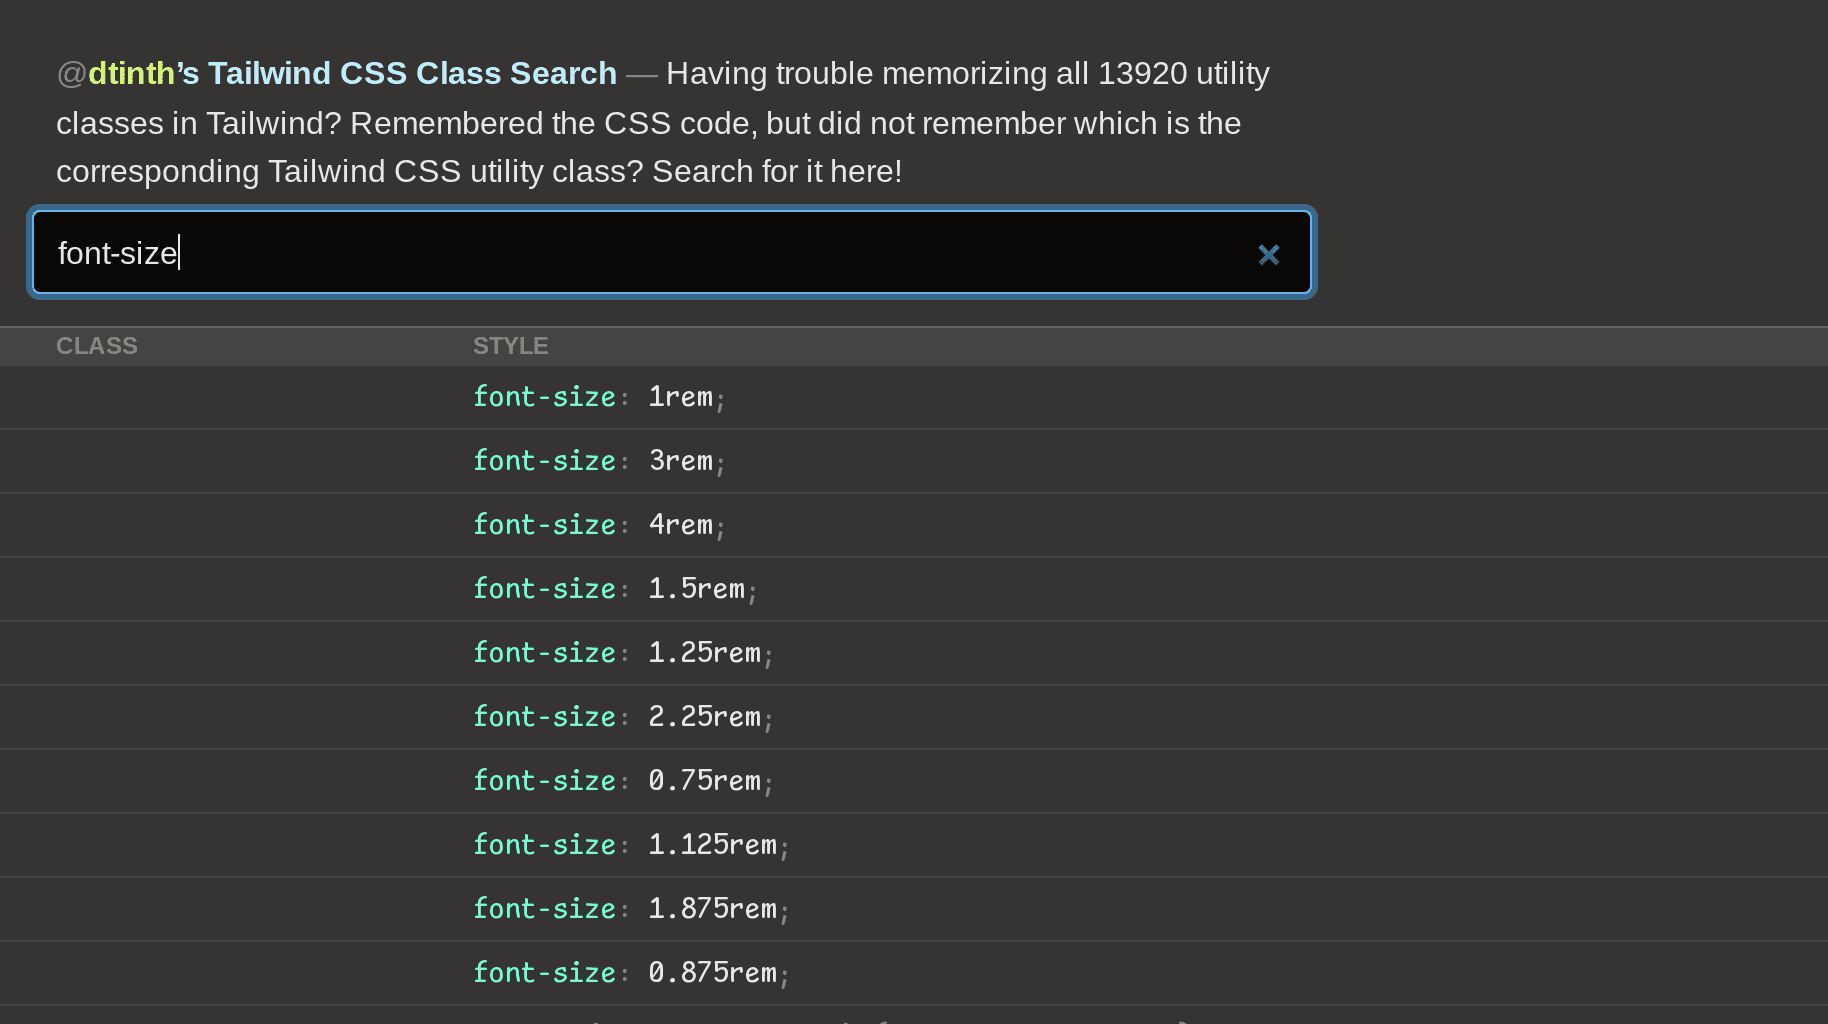 @dtinth’s Tailwind CSS Class Search — Having trouble memorizing all 13920 utility
classes in Tailwind? Remembered the CSS code, but did not remember which is the
corresponding Tailwind CSS utility class? Search for it here!
font-size
CLASS STYLE
font-size: 1rem;
font-size: 3rem;
font-size: 4rem;
font-size: 1.5rem;
font-size: 1.25rem;
font-size: 2.25rem;
font-size: 0.75rem;
font-size: 1.125rem;
font-size: 1.875rem;
font-size: 0.875rem;